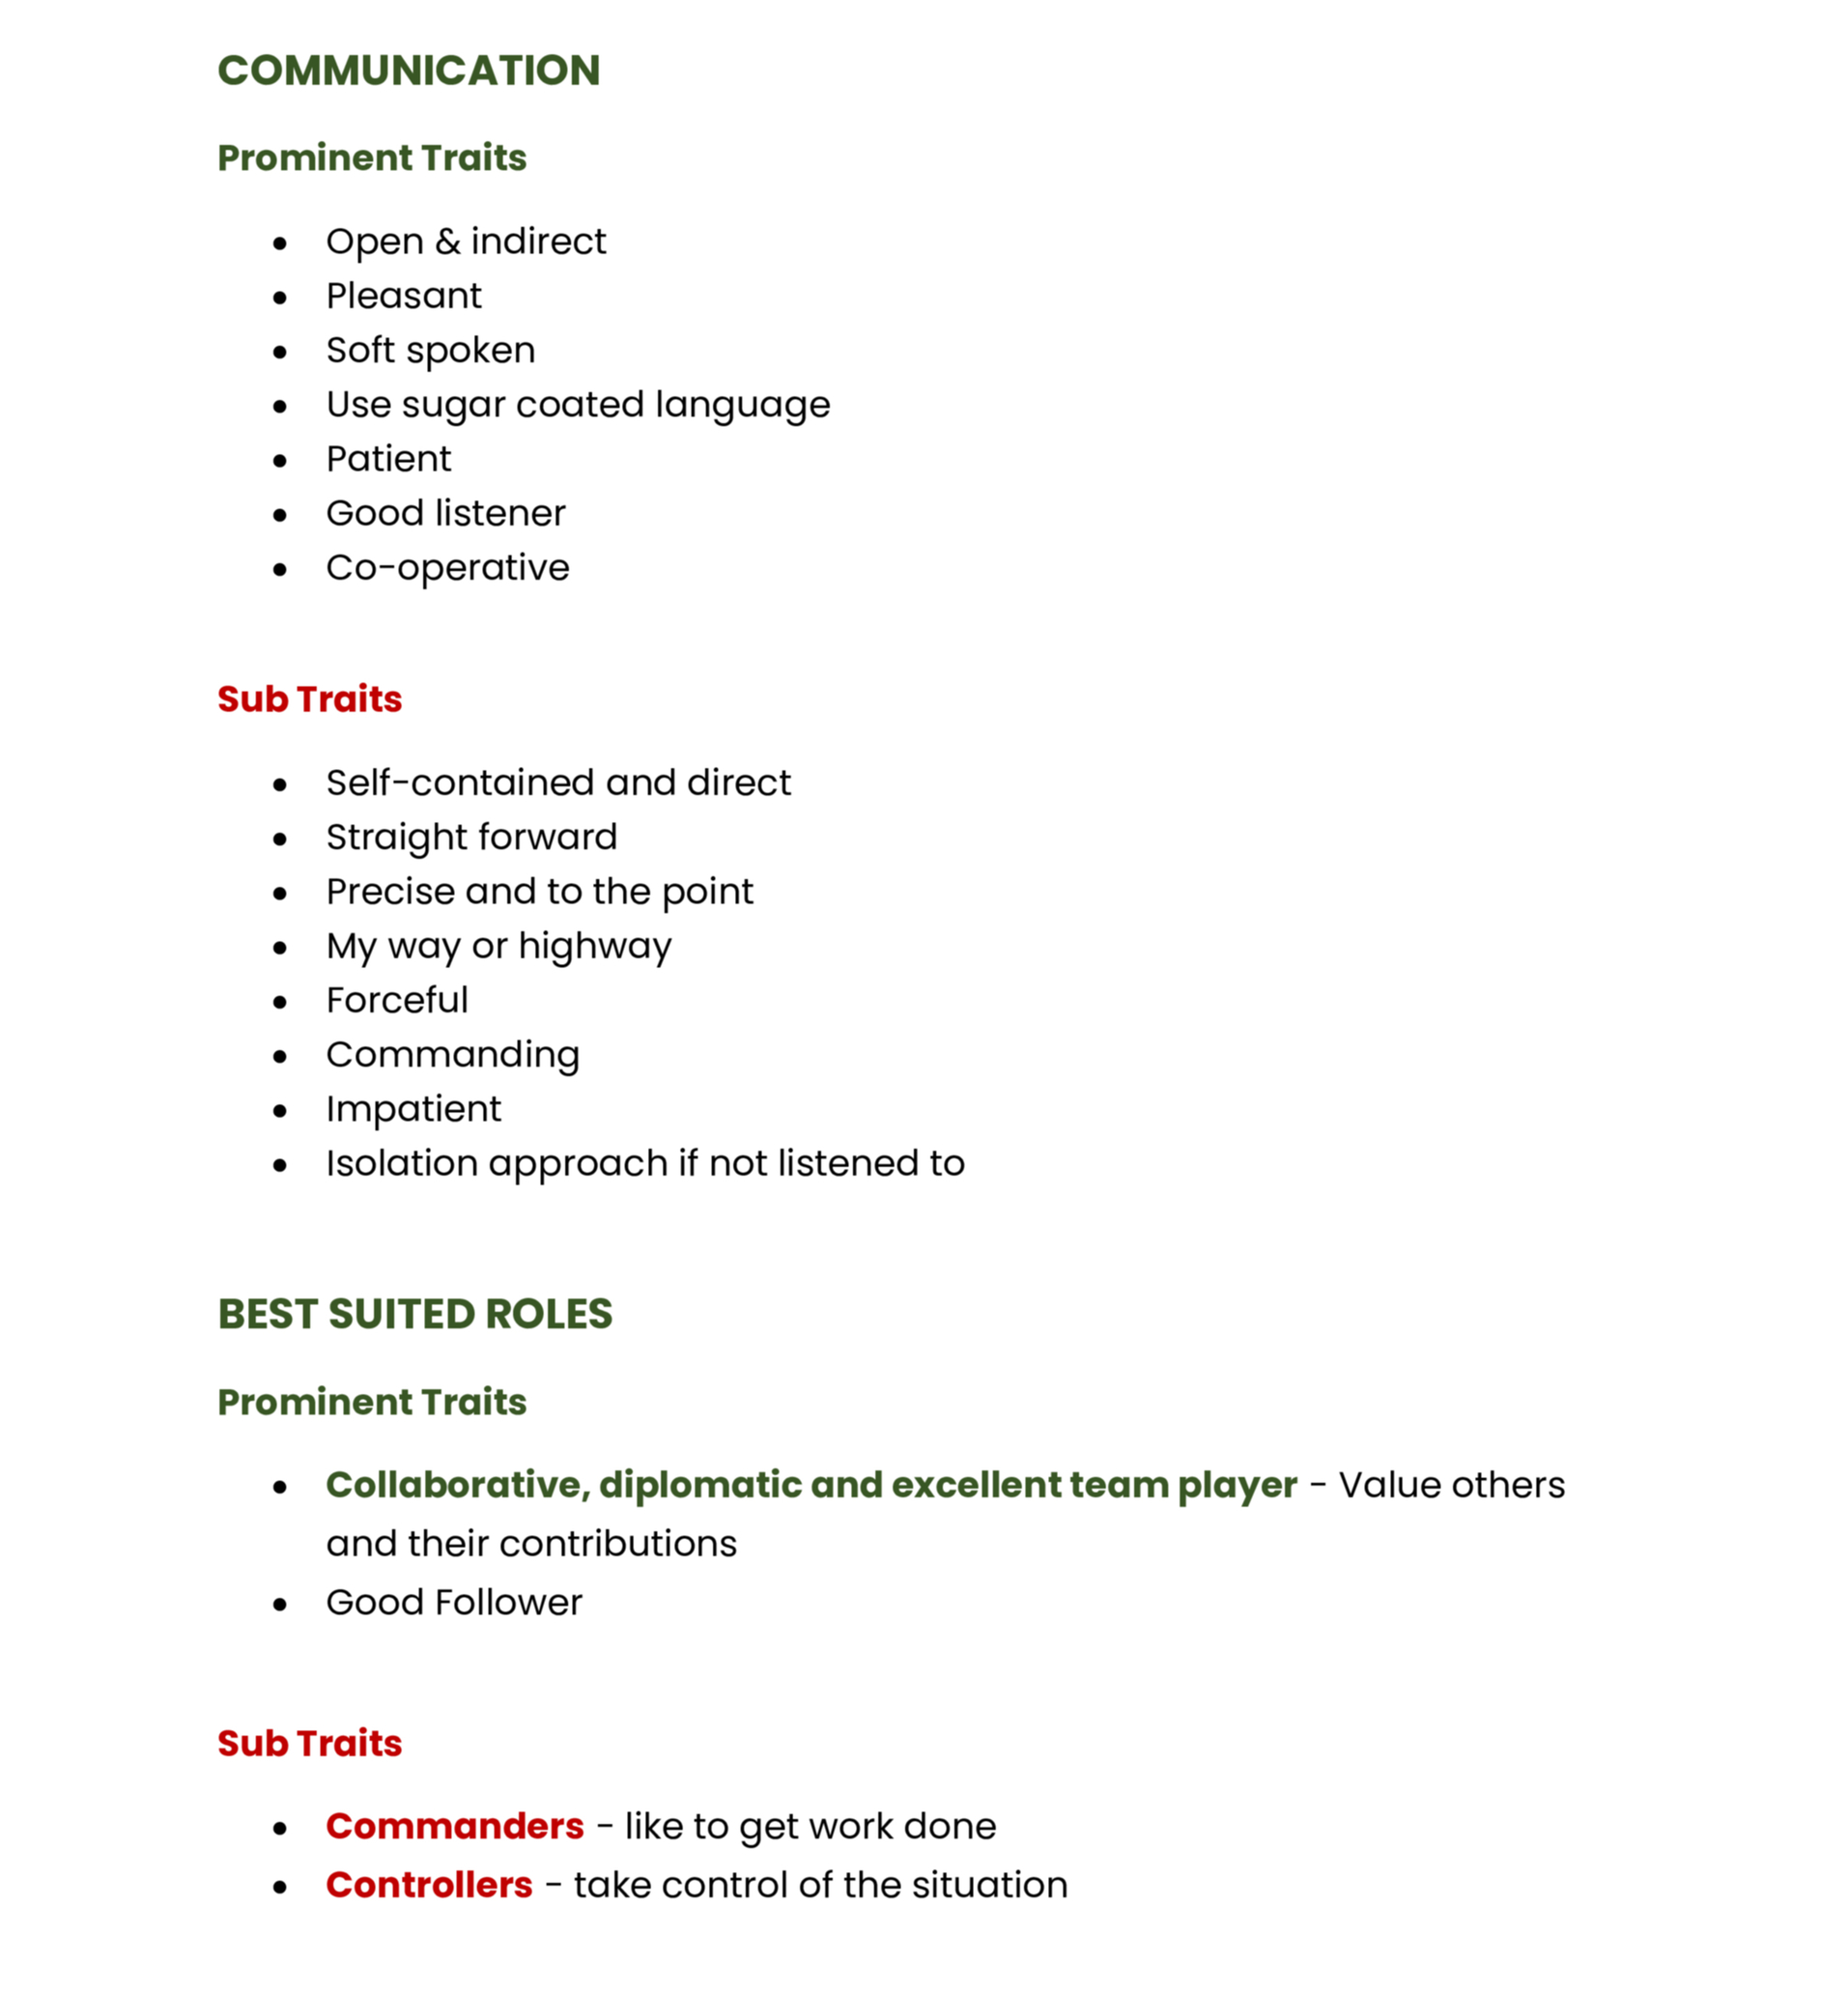 COMMUNICATION
Prominent Traits
● Open & indirect
● Pleasant
● Soft spoken
● Use sugar coated language
● Patient
● Good listener
● Co-operative
Sub Traits
● Self-contained and direct
● Straight forward
● Precise and to the point
● My way or highway
● Forceful
● Commanding
● Impatient
● Isolation approach if not listened to
BEST SUITED ROLES
Prominent Traits
● Collaborative, diplomatic and excellent team player - Value others
and their contributions
● Good Follower
Sub Traits
● Commanders - like to get work done
● Controllers - take control of the situation